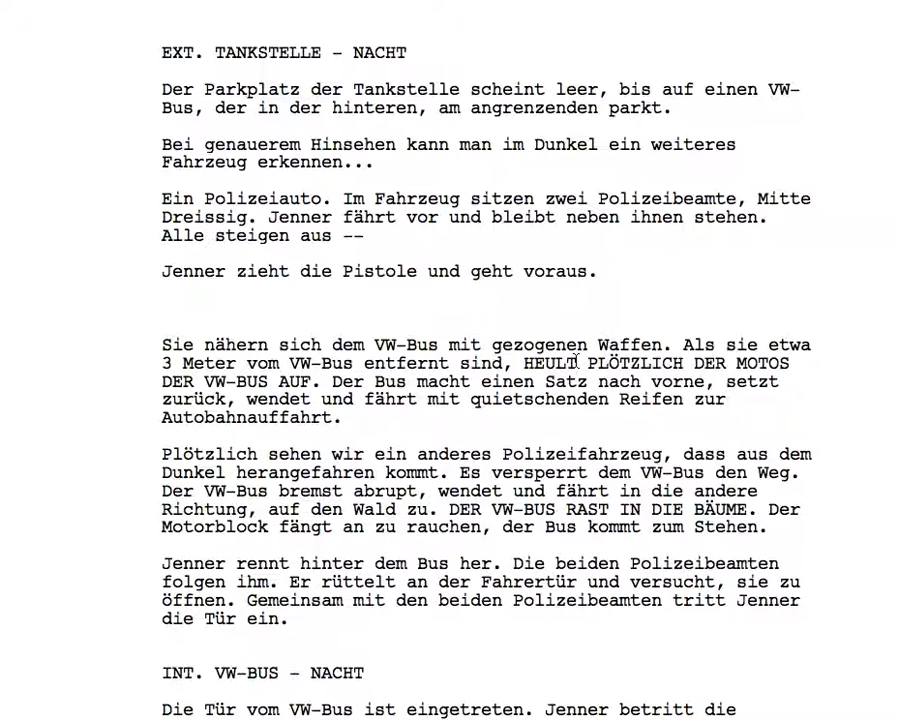 EXT. TANKSTELLE – NACHT
Der Parkplatz der Tankstelle scheint leer, bis auf einen VW-
Bus, der in der hinteren, am angrenzenden parkt.
Bei genauerem Hinsehen kann man im Dunkel ein weiteres
Fahrzeug erkennen...
Ein Polizeiauto. Im Fahrzeug sitzen zwei Polizeibeamte, Mitte
Dreissig. Jenner fährt vor und bleibt neben ihnen stehen.
Alle steigen aus --
Jenner zieht die Pistole und geht voraus.
Sie nähern sich dem VW-Bus mit gezogenen Waffen. Als sie etwa
3 Meter vom VW-Bus entfernt sind, HEULT PLÖTZLICH DER MOTOS
DER VW-BUS AUF. Der Bus macht einen Satz nach vorne, setzt
zurück, wendet und fährt mit quietschenden Reifen zur
Autobahnauffahrt.
Plötzlich sehen wir ein anderes Polizeifahrzeug, dass aus dem
Dunkel herangefahren kommt. Es versperrt dem VW-Bus den Weg.
Der VW-Bus bremst abrupt, wendet und fährt in die andere
Richtung, auf den Wald zu. DER VW-BUS RAST IN DIE BÄUME. Der
Motorblock fängt an zu rauchen, der Bus kommt zum Stehen.
Jenner rennt hinter dem Bus her. Die beiden Polizeibeamten
folgen ihm. Er rüttelt an der Fahrertür und versucht, sie zu
öffnen. Gemeinsam mit den beiden Polizeibeamten tritt Jenner
die Tür ein.
INT. VW-BUS – NACHT
Die Tür vom VW-Bus ist eingetreten. Jenner betritt die